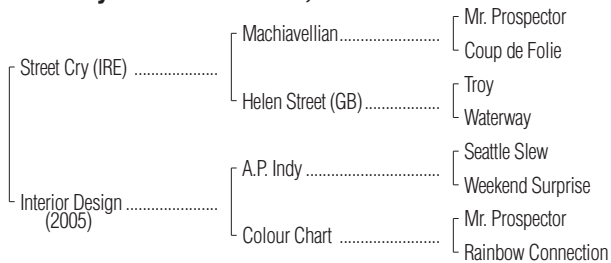 Mr. Prospector
Machiavellian....................
Coup de Folie
Street Cry (IRE) .................
Troy
Helen Street (GB) ...............
Waterway
Seattle Slew
A.P. Indy ...........................
Weekend Surprise
Interior Design ...................
(2005)
Mr. Prospector
Colour Chart ....................
Rainbow Connection